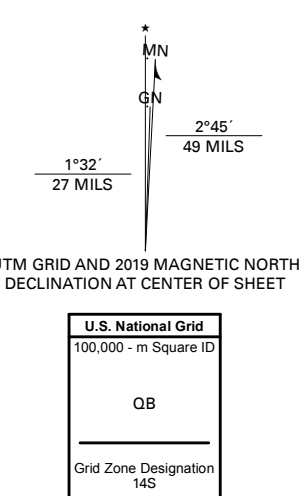 ★
MN
GN
2°45´
49 MILS
1°32´
27 MILS
UTM GRID AND 2019 MAGNETIC NORTH
DECLINATION AT CENTER OF SHEET
U.S. National Grid
100,000 - m Square ID
QB
Grid Zone Designation
14S